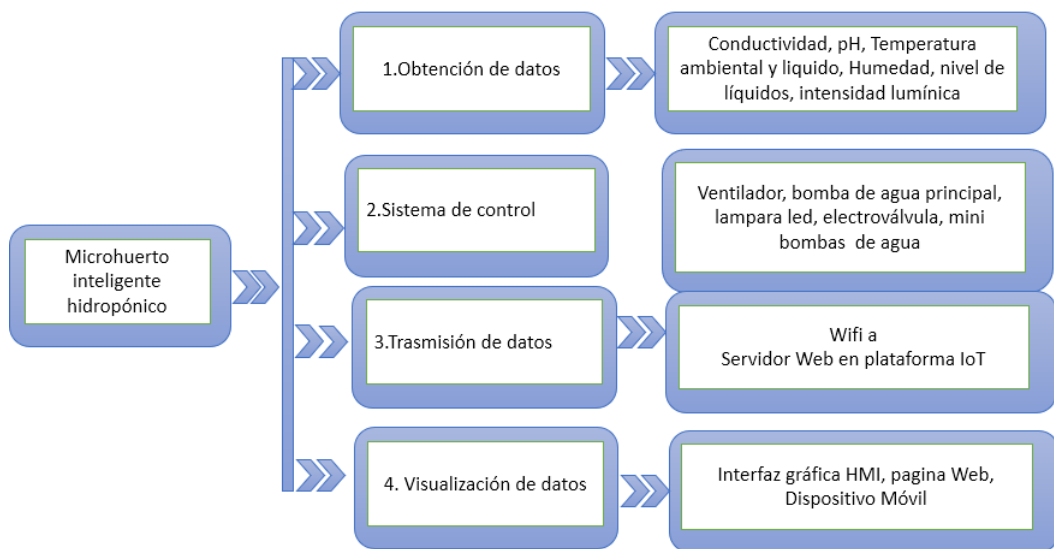 Microhuerto
inteligente
hidropónico
1.Obtención de datos
Conductividad, pH, Temperatura
ambiental y liquido, Humedad, nivel de
líquidos, intensidad lumínica
2.Sistema de control
Ventilador, bomba de agua principal,
lampara led, electroválvula, mini
bombas de agua
3.Trasmisión de datos
Wifi a
Servidor Web en plataforma IoT
4. Visualización de datos
Interfaz gráfica HMI, pagina Web,
Dispositivo Móvil